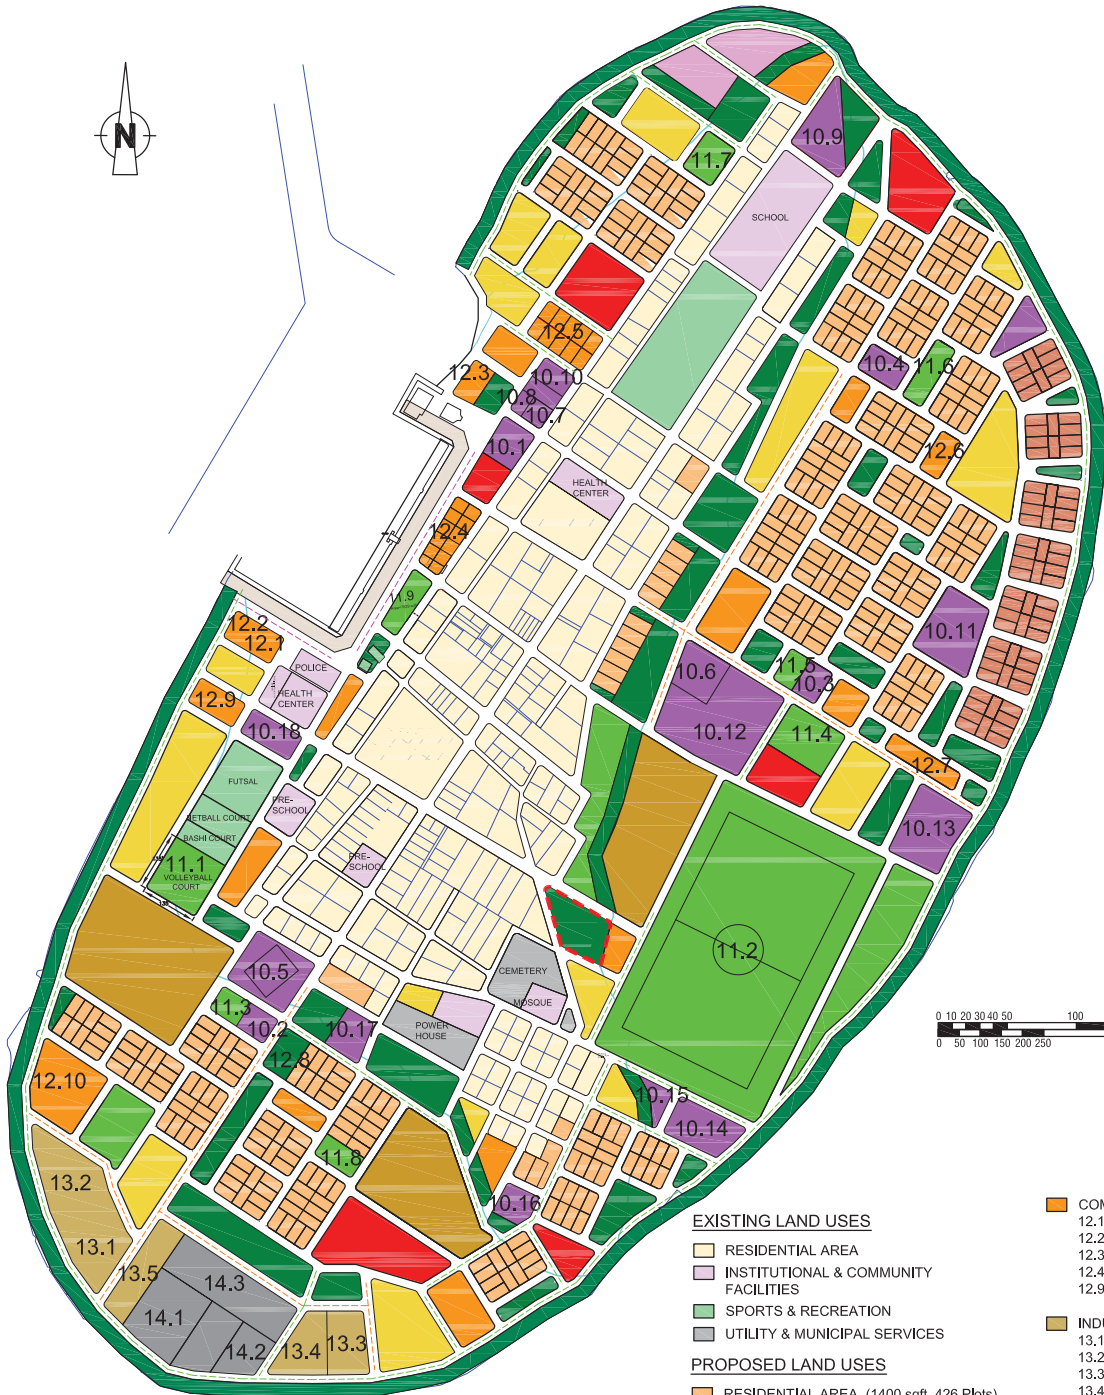 N
10.9
11.7
SCHOOL
12.5
12.3
10.10
10.8
10.7
10.4
11.6
10.1
12.6
HEALTH
CENTER
12.4
11.9
12.2
12.1
10.11
POLICE
HEALTH
CENTER
11.5
10.6
10.3
12.9
10.18
10.12
11.4
12.7
FUTSAL
PRE-
SCHOOL
NETBALL COURT
BASHI COURT
10.13
11.1
VOLLEYBALL
COURT
PRE-
SCHOOL
11.2
10.5
CEMETERY
MOSQUE
11.3
10.2
10.17
POWER
HOUSE
0 10 20 30 40 50 100
0 50 100 150 200 250
12.8
12.10
10.15
10.14
11.8
13.2
10.16
13.1
13.5
14.3
14.1
14.2
13.4
13.3
EXISTING LAND USES
RESIDENTIAL AREA
INSTITUTIONAL & COMMUNITY
FACILITIES
SPORTS & RECREATION
UTILITY & MUNICIPAL SERVICES
PROPOSED LAND USES
RESIDENTIAL AREA (1400 sqft, 426 Plots)
COM
12.1
12.2
12.3
12.4
12.9
INDU
13.1
13.2
13.3
13.4